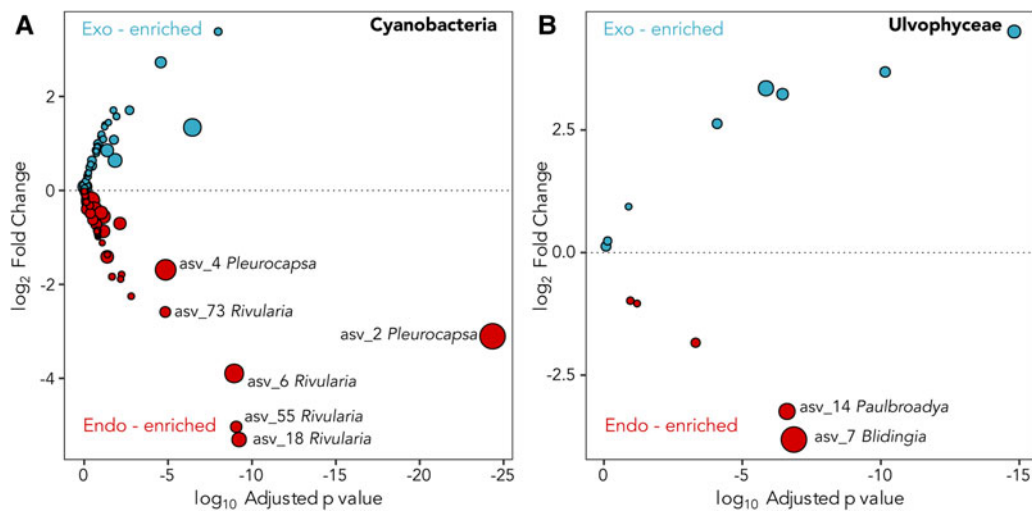 A
Exo - enriched
Cyanobacteria
2
0
-2
-4
log2 Fold Change
asv_4 Pleurocapsa
asv_73 Rivularia
asv_2 Pleurocapsa
asv_6 Rivularia
asv_55 Rivularia
asv_18 Rivularia
Endo - enriched
0
-5
-10
-15
-20
-25
log10 Adjusted p value
B
Exo - enriched
Ulvophyceae
2.5
0.0
-2.5
log2 Fold Change
asv_14 Paulbroadya
asv_7 Blidingia
Endo - enriched
0
-5
-10
-15
log10 Adjusted p value